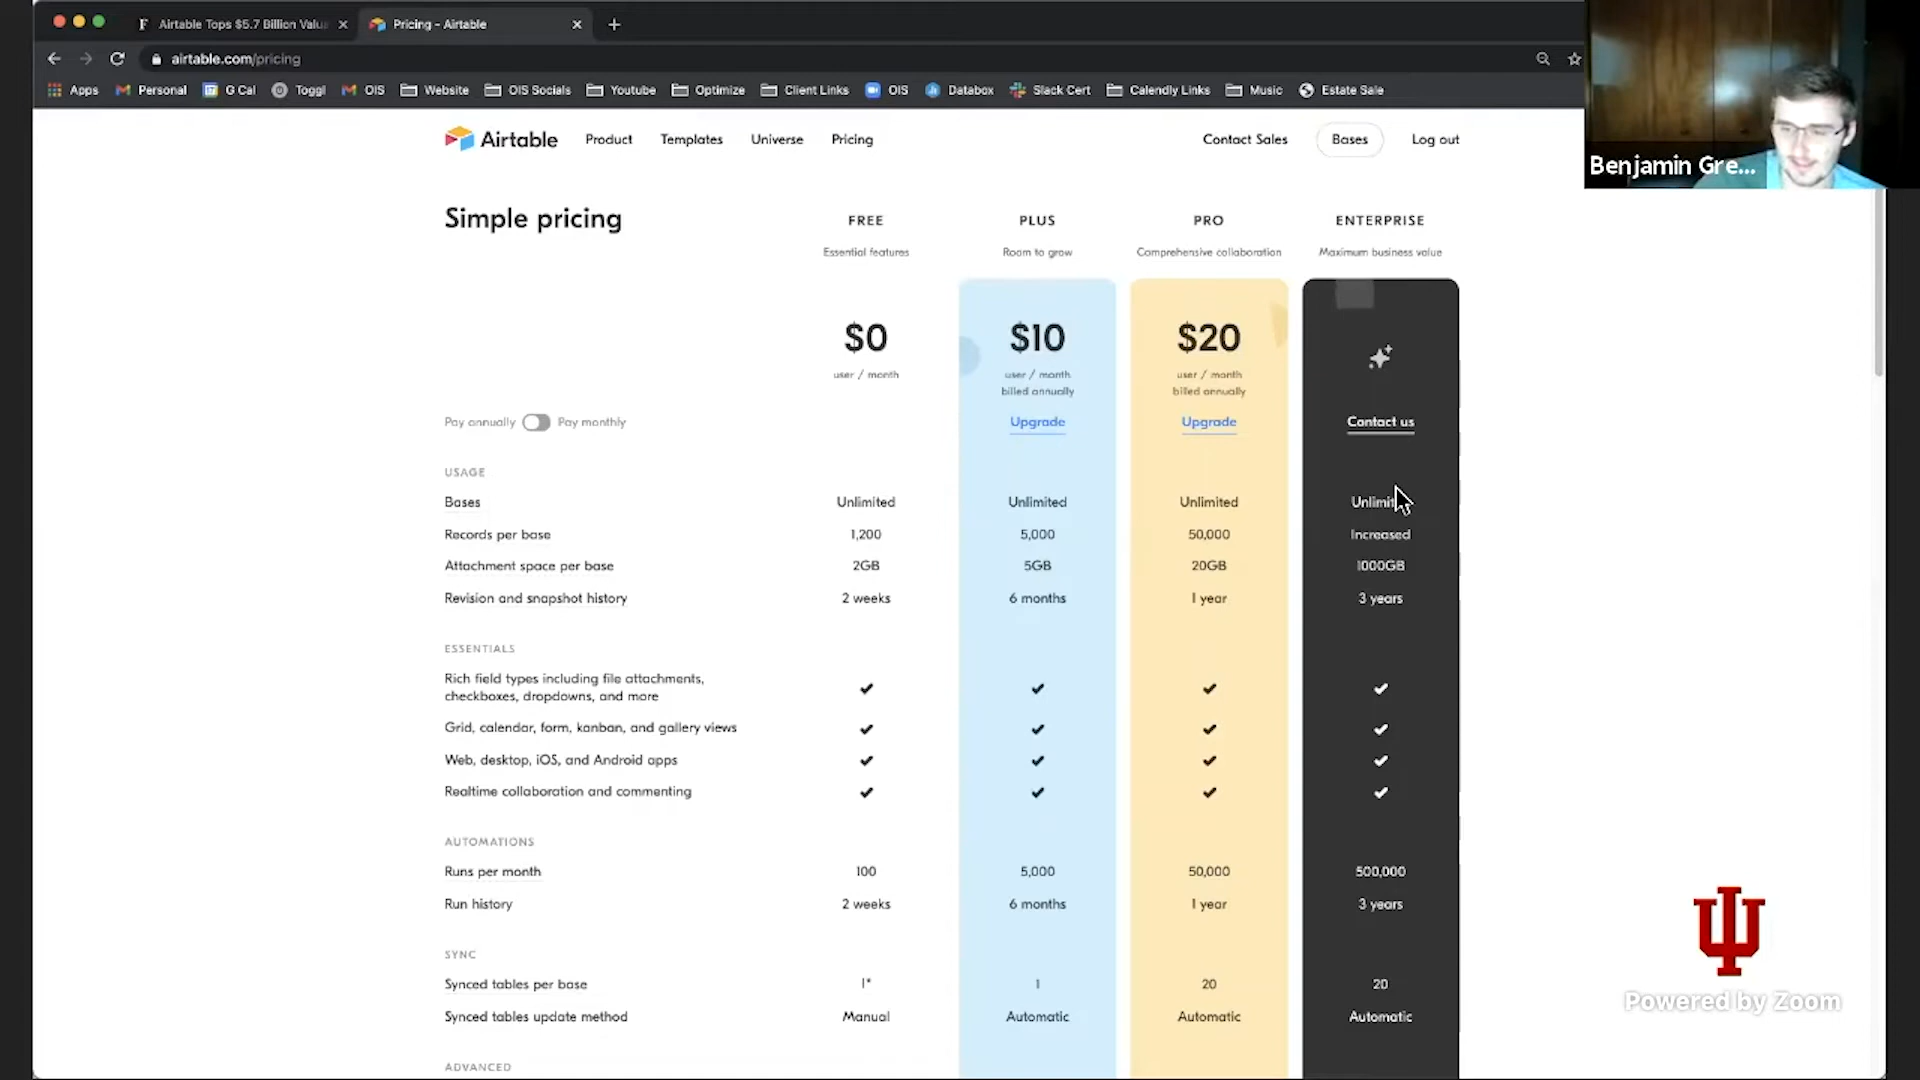 Airtable Tops $5.7 Billion Valu
Pricing - Airtable
airtable.com/pricing
Apps Personal G Cal Toggl OIS Website OIS Socials Youtube Optimize Client Links OIS Databox Slack Cert Calendly Links Music Estate Sale
Airtable Product Templates Universe Pricing Contact Sales Bases Log out
Benjamin Gre...
Simple pricing FREE PLUS PRO ENTERPRISE
Essential features Room to grow Comprehensive collaboration Maximum business value
$0 $10 $20
user / month user / month user / month
billed annually billed annually
Pay annually Pay monthly Upgrade Upgrade Contact us
USAGE
Bases Unlimited Unlimited Unlimited
Records per base 1,200 5,000 50,000 Increased
Attachment space per base 2GB 5GB 20GB 1000GB
Revision and snapshot history 2 weeks 6 months 1 year 3 years
ESSENTIALS
Rich field types including file attachments,
checkboxes, dropdowns, and more
Grid, calendar, form, kanban, and gallery views
Web, desktop, iOS, and Android apps
Realtime collaboration and commenting
AUTOMATIONS
Runs per month 100 5,000 50,000 500,000
Run history 2 weeks 6 months 1 year 3 years
SYNC
Synced tables per base 1* 1 20 20
Synced tables update method Manual Automatic Automatic Automatic
ADVANCED
Powered by Zoom